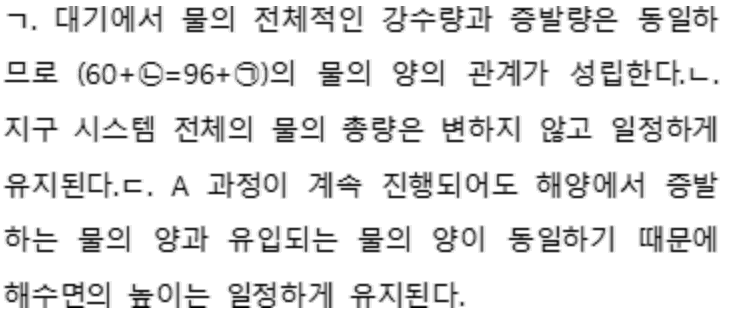 ㄱ. 대기에서 물의 전체적인 강수량과 증발량은 동일하
므로 (60+㉡=96+㉠)의 물의 양의 관계가 성립한다.ㄴ.
지구 시스템 전체의 물의 총량은 변하지 않고 일정하게
유지된다.ㄷ. A 과정이 계속 진행되어도 해양에서 증발
하는 물의 양과 유입되는 물의 양이 동일하기 때문에
해수면의 높이는 일정하게 유지된다.